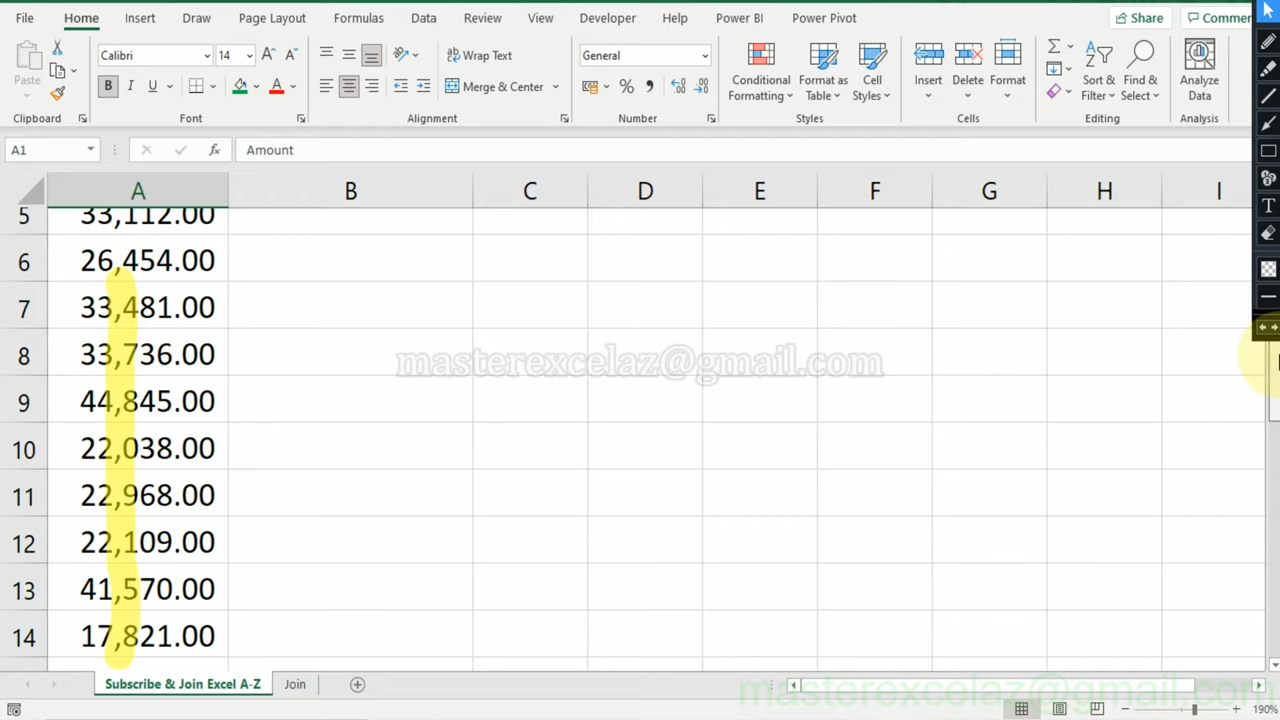 File Home Insert Draw Page Layout Formulas Data Review View Developer Help Power BI Power Pivot Share
Paste Calibri 14 A A Wrap Text General Conditional Format as Cell Insert Delete Format Sort & Find & Analyze
B I U A Merge & Center % Formatting Table Styles Filter Select Data
Clipboard Font Alignment Number Styles Cells Editing Analysis
A1 fx Amount
A B C D E F G H I
5 33,112.00
6 26,454.00
7 33,481.00
8 33,736.00
masterexcelaz@gmail.com
9 44,845.00
10 22,038.00
11 22,968.00
12 22,109.00
13 41,570.00
14 17,821.00
Subscribe & Join Excel A-Z Join
masterexcelaz@gmail.com
190%